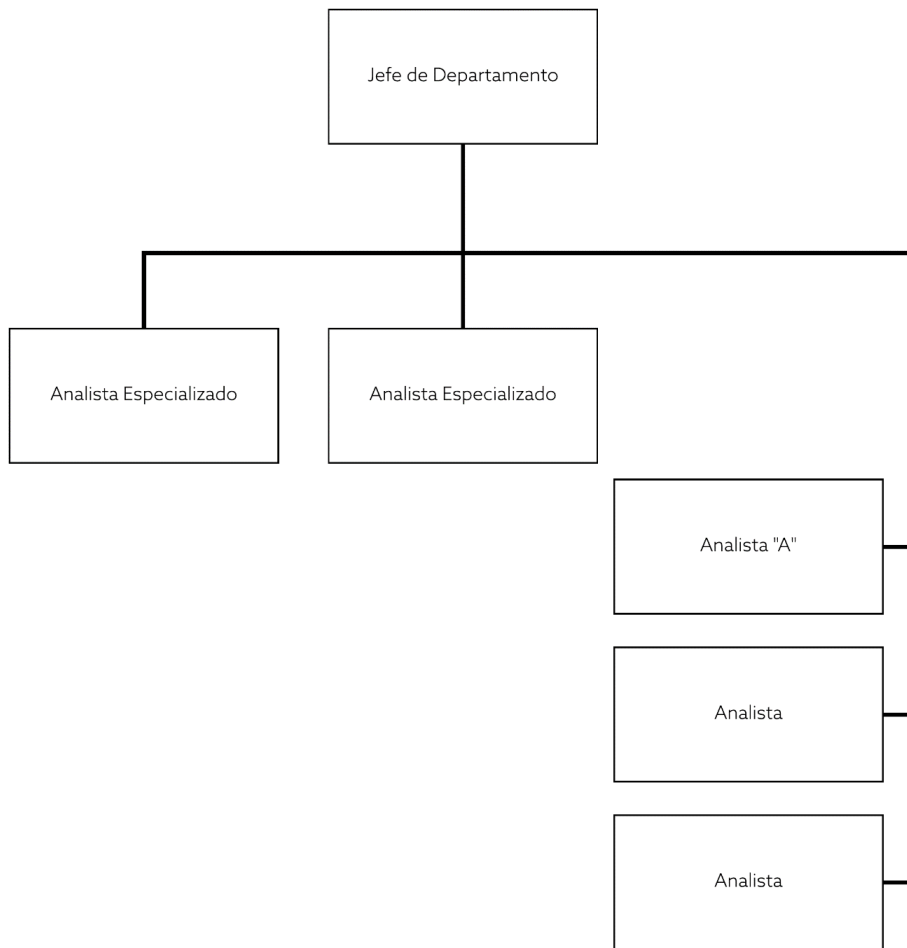 Jefe de Departamento
Analista Especializado
Analista Especializado
Analista "A"
Analista
Analista